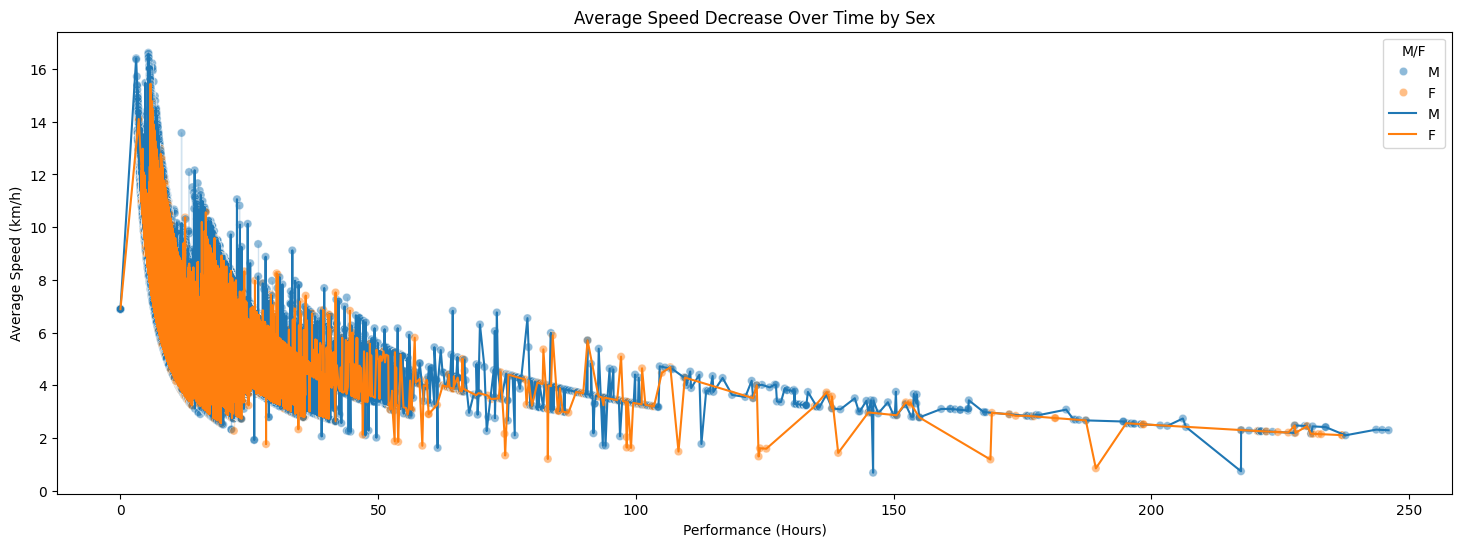 Average Speed Decrease Over Time by Sex
M/F
M
F
M
F
Average Speed (km/h)
16
14
12
10
8
6
4
2
0
0 50 100 150 200 250
Performance (Hours)